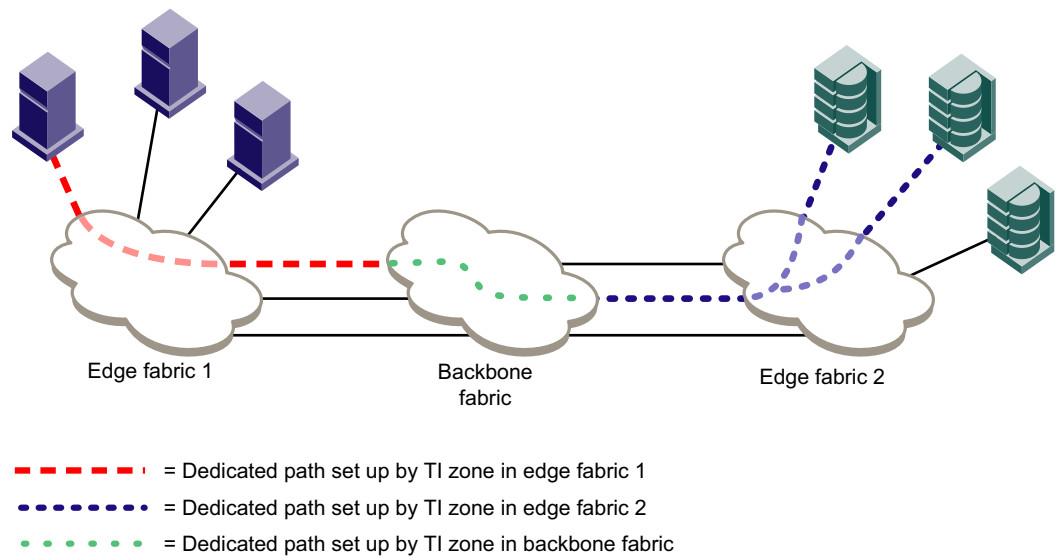 Edge fabric 1
Backbone
fabric
Edge fabric 2
= Dedicated path set up by TI zone in edge fabric 1
= Dedicated path set up by TI zone in edge fabric 2
= Dedicated path set up by TI zone in backbone fabric